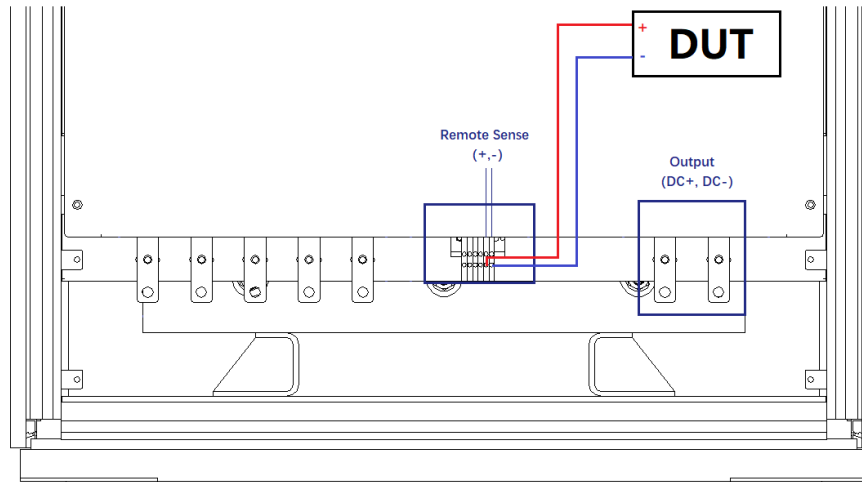 +
DUT
-
Remote Sense
(+,-)
Output
(DC+, DC-)